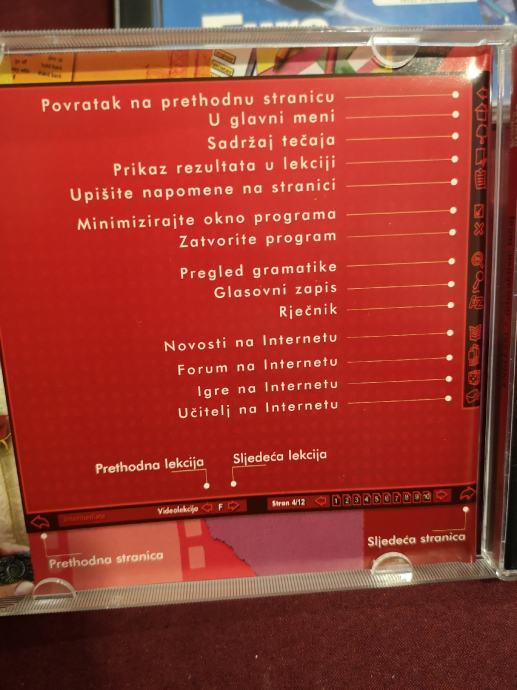 Povratak na prethodnu stranicu
U glavni meni
Sadržaj tečaja
Prikaz rezultata u lekciji
Upišite napomene na stranici
Minimizirajte okno programa
Zatvorite program
Pregled gramatike
Glasovni zapis
Rječnik
Novosti na Internetu
Forum na Internetu
Igre na Internetu
Učitelj na Internetu
Prethodna lekcija
Sljedeća lekcija
Videolekcija F Stran 4/12 1 2 3 4 5 6 7 8 9 10
Prethodna stranica
Sljedeća stranica